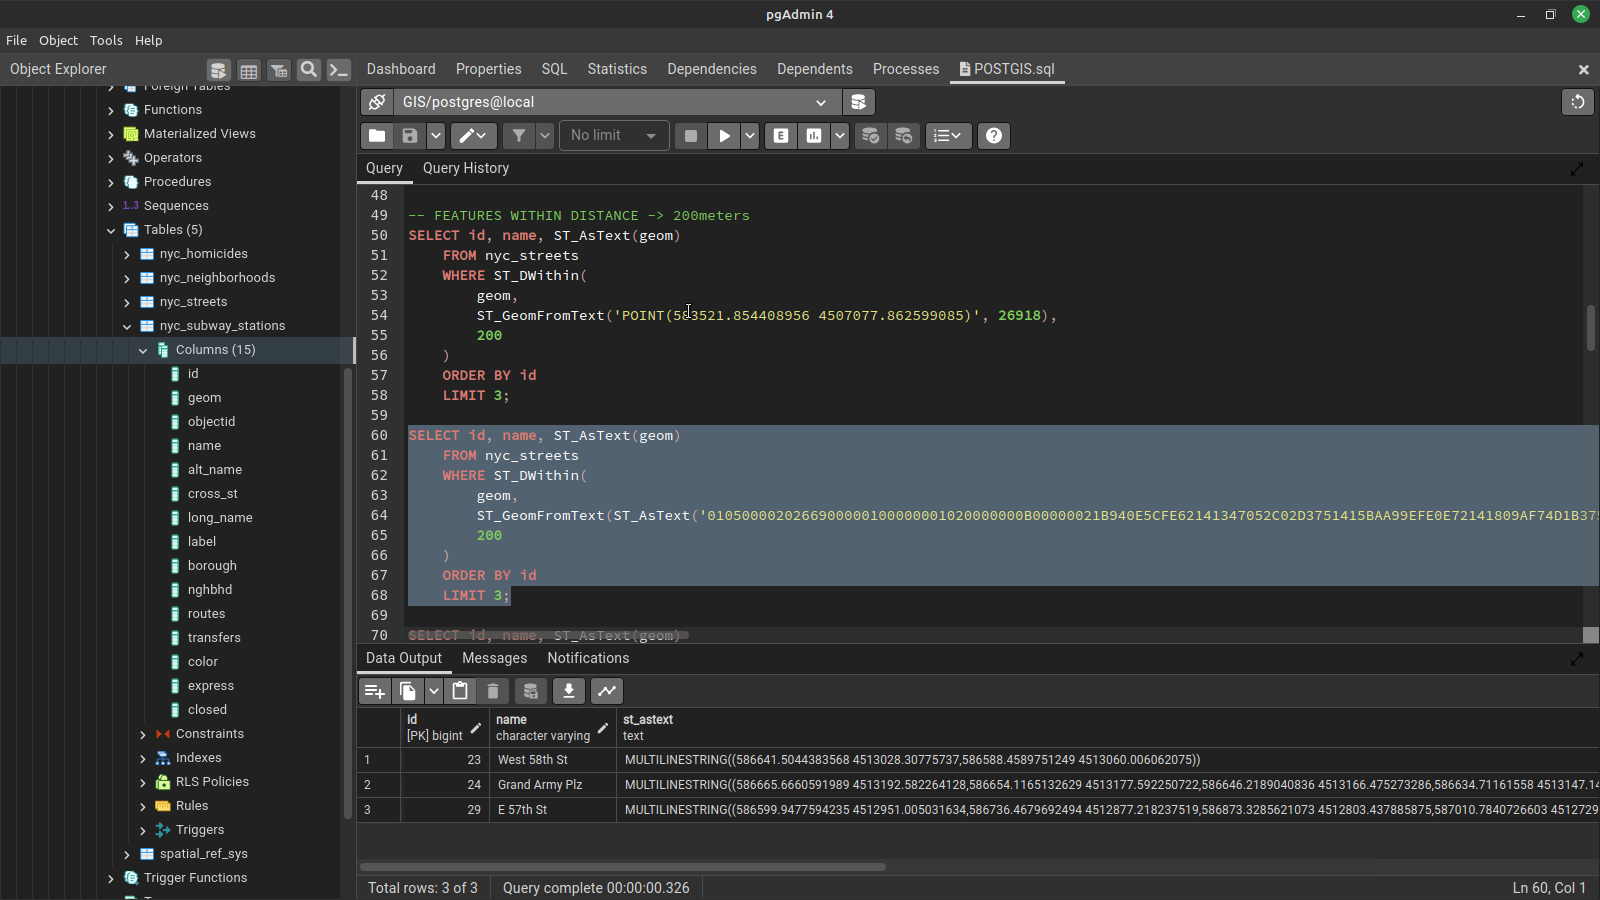 pgAdmin 4
File Object Tools Help
Object Explorer
Dashboard Properties SQL Statistics Dependencies Dependents Processes POSTGIS.sql
Foreign Tables
Functions
Materialized Views
Operators
Procedures
1..3 Sequences
Tables (5)
nyc_homicides
nyc_neighborhoods
nyc_streets
nyc_subway_stations
Columns (15)
id
geom
objectid
name
alt_name
cross_st
long_name
label
borough
nghbhd
routes
transfers
color
express
closed
Constraints
Indexes
RLS Policies
Rules
Triggers
spatial_ref_sys
Trigger Functions
GIS/postgres@local
No limit
E
Query Query History
48
49 -- FEATURES WITHIN DISTANCE -> 200meters
50 SELECT id, name, ST_AsText(geom)
51 FROM nyc_streets
52 WHERE ST_DWithin(
53 geom,
54 ST_GeomFromText('POINT(583521.854408956 4507077.862599085)', 26918),
55 200
56 )
57 ORDER BY id
58 LIMIT 3;
59
60 SELECT id, name, ST_AsText(geom)
61 FROM nyc_streets
62 WHERE ST_DWithin(
63 geom,
64 ST_GeomFromText(ST_AsText('01050000202669000001000000010200000000B00000021B940E5CFE62141347052C02D3751415BAA99EFE0E72141809AF74D1B37
65 200
66 )
67 ORDER BY id
68 LIMIT 3;
69
70 SELECT id, name, ST_AsText(geom)
Data Output Messages Notifications
id name st_astext
[PK] bigint character varying text
1 23 West 58th St MULTILINESTRING((586641.5044383568 4513028.30775737,586588.4589751249 4513060.006062075))
2 24 Grand Army Plz MULTILINESTRING((586665.6660591989 4513192.582264128,586654.1165132629 4513177.592250722,586646.2189040836 4513166.475273286,586634.71161558 4513147.14
3 29 E 57th St MULTILINESTRING((586599.9477594235 4512951.005031634,586736.4679692494 4512877.218237519,586873.3285621073 4512803.437885875,587010.7840726603 4512729
Total rows: 3 of 3 Query complete 00:00:00.326 Ln 60, Col 1